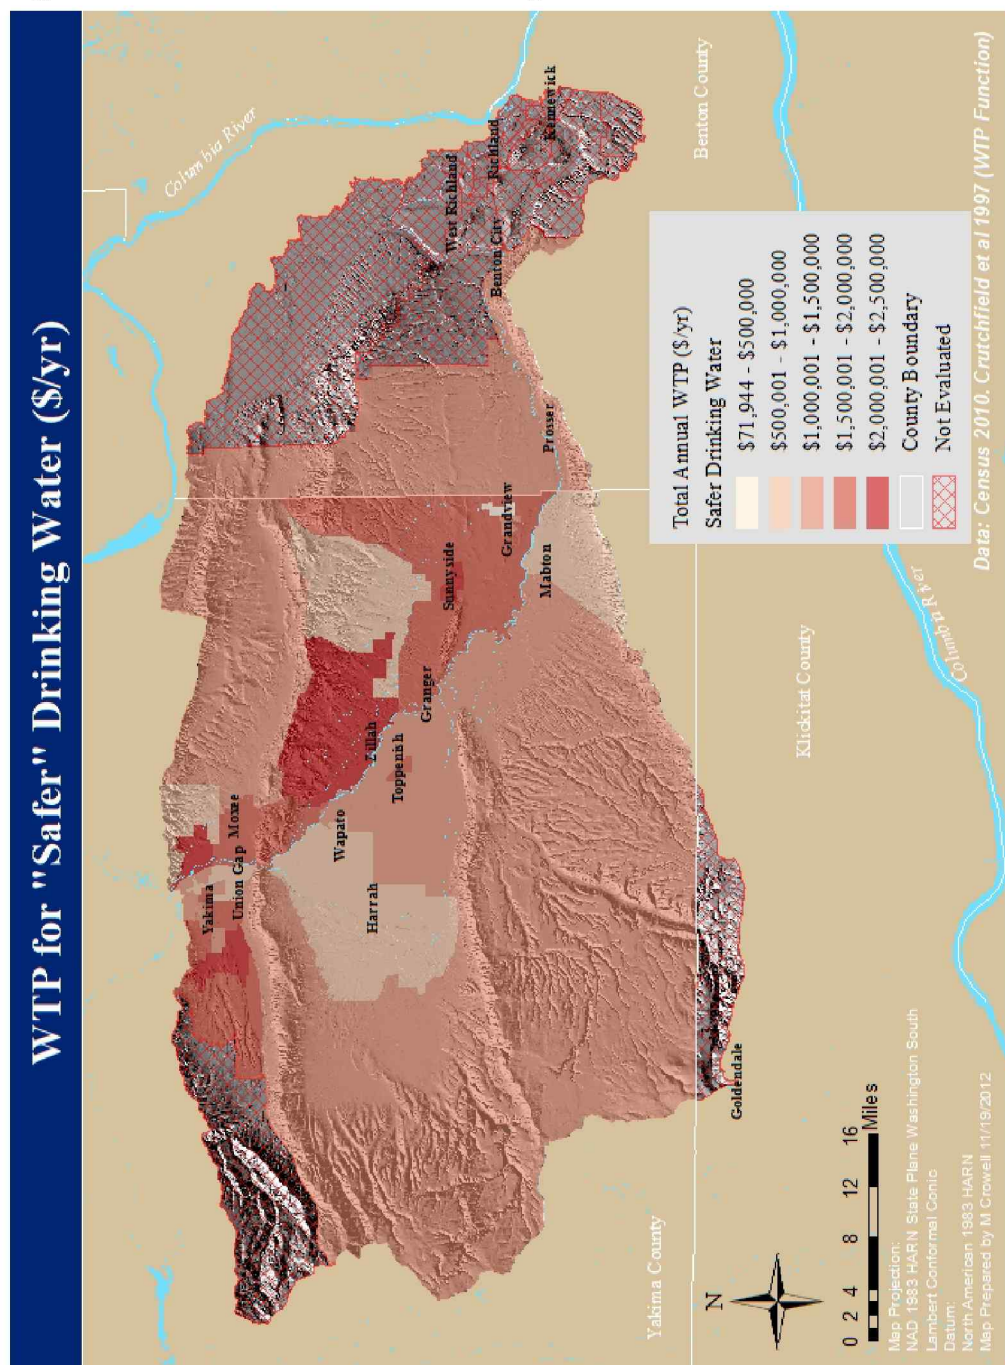 WTP for "Safer" Drinking Water ($/yr)
Columbia River
Yakima
Union Gap
Moxee
Harrah
Wapato
Zillah
Toppenish
Granger
Sunnyside
Grandview
Mabton
Prosser
Benton City
West Richland
Richland
Kennewick
Goldendale
Yakima County
Klickitat County
Benton County
Columbia River
Total Annual WTP ($/yr)
Safer Drinking Water
$71,944 - $500,000
$500,001 - $1,000,000
$1,000,001 - $1,500,000
$1,500,001 - $2,000,000
$2,000,001 - $2,500,000
County Boundary
Not Evaluated
N
0 2 4 8 12 16
Miles
Map Projection:
NAD 1983 HARN State Plane Washington South
Lambert Conformal Conic
Datum:
North American 1983 HARN
Map Prepared by M Crowell 11/19/2012
Data: Census 2010. Crutchfield et al 1997 (WTP Function)